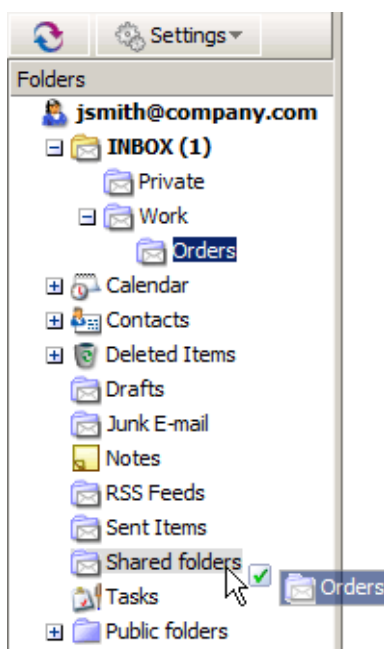 Settings
Folders
jsmith@company.com
INBOX (1)
Private
Work
Orders
Calendar
Contacts
Deleted Items
Drafts
Junk E-mail
Notes
RSS Feeds
Sent Items
Shared folders
Orders
Tasks
Public folders